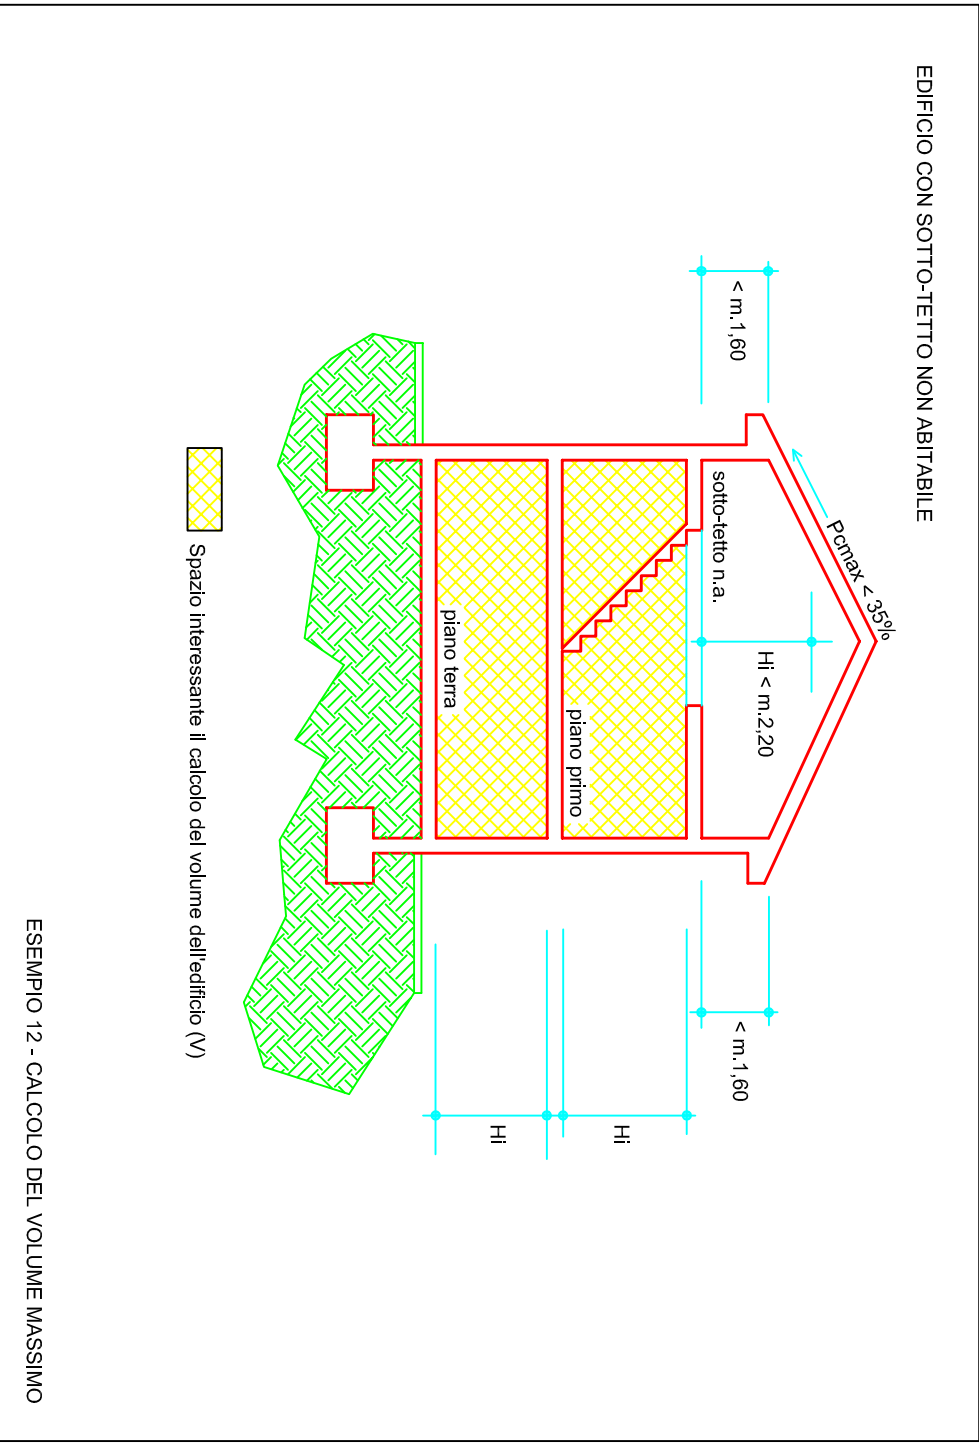 EDIFICIO CON SOTTO-TETTO NON ABITABILE
Pcmax < 35%
< m.1,60
Hi < m.2,20
< m.1,60
sotto-tetto n.a.
piano primo
Hi
piano terra
Hi
Spazio interessante il calcolo del volume dell'edificio (V)
ESEMPIO 12 - CALCOLO DEL VOLUME MASSIMO